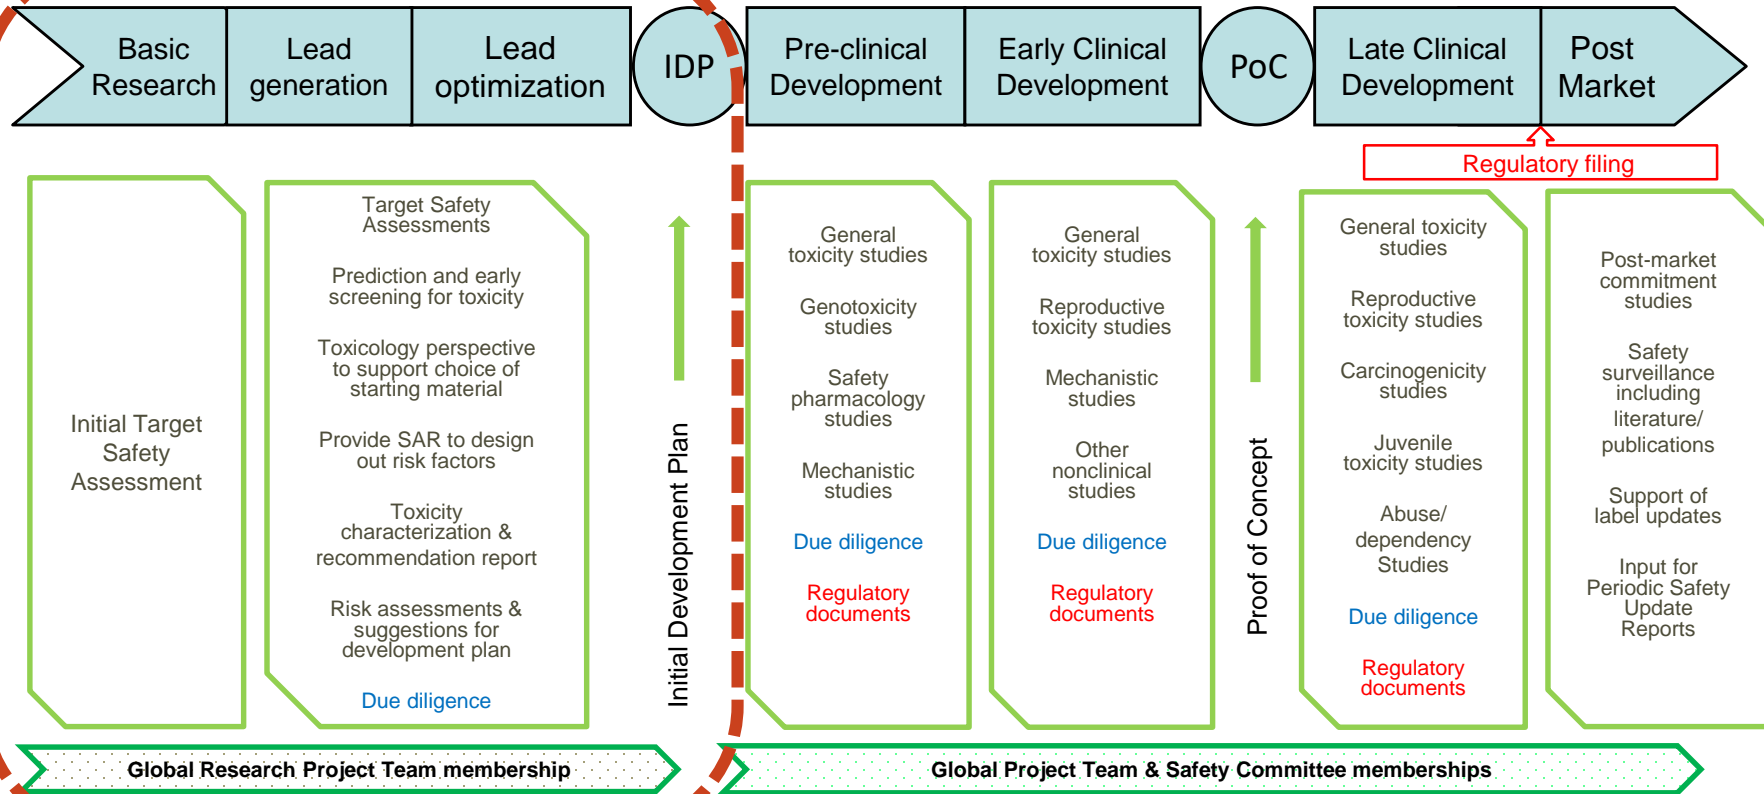 Basic
Research
Lead
generation
Lead
optimization
IDP
Pre-clinical
Development
Early Clinical
Development
PoC
Late Clinical
Development
Post
Market
Regulatory filing
Initial Target
Safety
Assessment
Target Safety
Assessments
Prediction and early
screening for toxicity
Toxicology perspective
to support choice of
starting material
Provide SAR to design
out risk factors
Toxicity
characterization &
recommendation report
Risk assessments &
suggestions for
development plan
Due diligence
Initial Development Plan
General
toxicity studies
Genotoxicity
studies
Safety
pharmacology
studies
Mechanistic
studies
Due diligence
Regulatory
documents
General
toxicity studies
Reproductive
toxicity studies
Mechanistic
studies
Other
nonclinical
studies
Due diligence
Regulatory
documents
Proof of Concept
General toxicity
studies
Reproductive
toxicity studies
Carcinogenicity
studies
Juvenile
toxicity studies
Abuse/
dependency
Studies
Due diligence
Regulatory
documents
Post-market
commitment
studies
Safety
surveillance
including
literature/
publications
Support of
label updates
Input for
Periodic Safety
Update
Reports
Global Research Project Team membership
Global Project Team & Safety Committee memberships